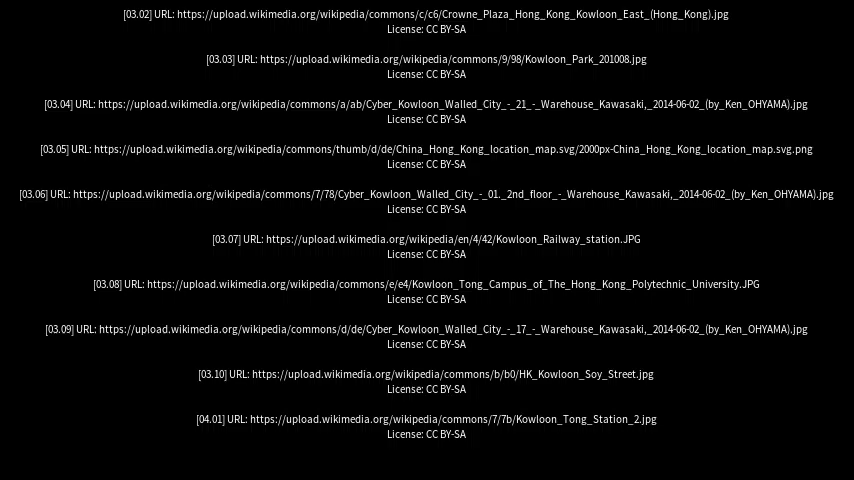 [03.02] URL: https://upload.wikimedia.org/wikipedia/commons/c/c6/Crowne_Plaza_Hong_Kong_Kowloon_East_(Hong_Kong).jpg
License: CC BY-SA
[03.03] URL: https://upload.wikimedia.org/wikipedia/commons/9/98/Kowloon_Park_201008.jpg
License: CC BY-SA
[03.04] URL: https://upload.wikimedia.org/wikipedia/commons/a/ab/Cyber_Kowloon_Walled_City_-_21_-_Warehouse_Kawasaki,_2014-06-02_(by_Ken_OHYAMA).jpg
License: CC BY-SA
[03.05] URL: https://upload.wikimedia.org/wikipedia/commons/thumb/d/de/China_Hong_Kong_location_map.svg/2000px-China_Hong_Kong_location_map.svg.png
License: CC BY-SA
[03.06] URL: https://upload.wikimedia.org/wikipedia/commons/7/78/Cyber_Kowloon_Walled_City_-_01._2nd_floor_-_Warehouse_Kawasaki,_2014-06-02_(by_Ken_OHYAMA).jpg
License: CC BY-SA
[03.07] URL: https://upload.wikimedia.org/wikipedia/en/4/42/Kowloon_Railway_station.JPG
License: CC BY-SA
[03.08] URL: https://upload.wikimedia.org/wikipedia/commons/e/e4/Kowloon_Tong_Campus_of_The_Hong_Kong_Polytechnic_University.JPG
License: CC BY-SA
[03.09] URL: https://upload.wikimedia.org/wikipedia/commons/d/de/Cyber_Kowloon_Walled_City_-_17_-_Warehouse_Kawasaki,_2014-06-02_(by_Ken_OHYAMA).jpg
License: CC BY-SA
[03.10] URL: https://upload.wikimedia.org/wikipedia/commons/b/b0/HK_Kowloon_Soy_Street.jpg
License: CC BY-SA
[04.01] URL: https://upload.wikimedia.org/wikipedia/commons/7/7b/Kowloon_Tong_Station_2.jpg
License: CC BY-SA